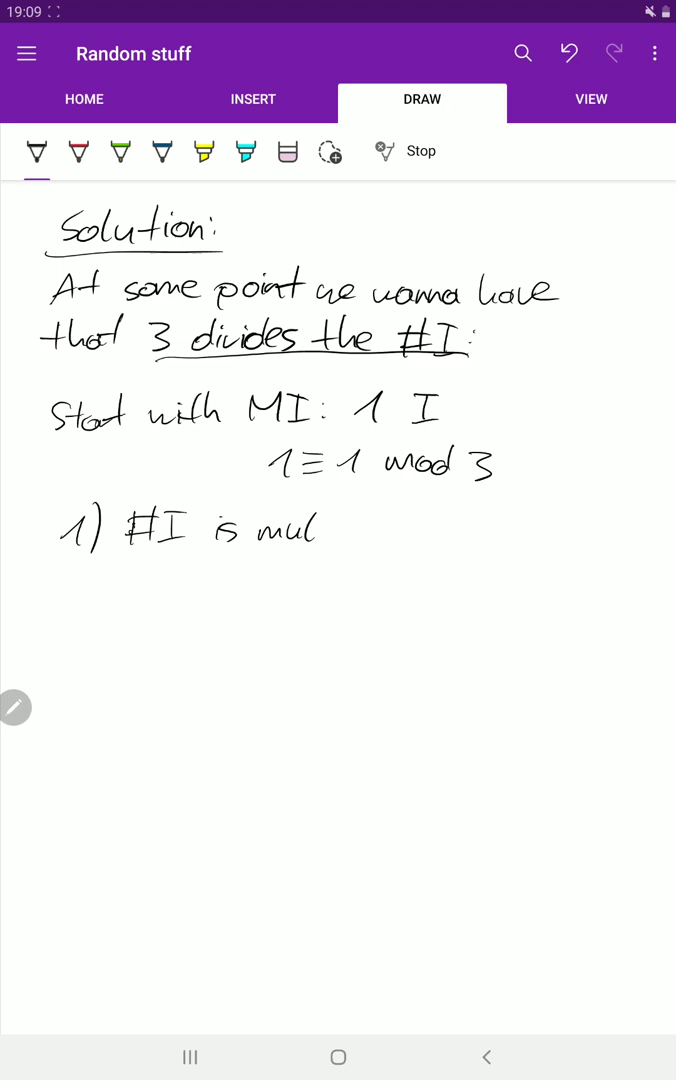 19:09
Random stuff
HOME INSERT DRAW VIEW
Stop
Solution:
At some point we wanna have
that 3 divides the #I:
Start with MI: 1 I
1 ≡ 1 mod 3
1) #I is mul